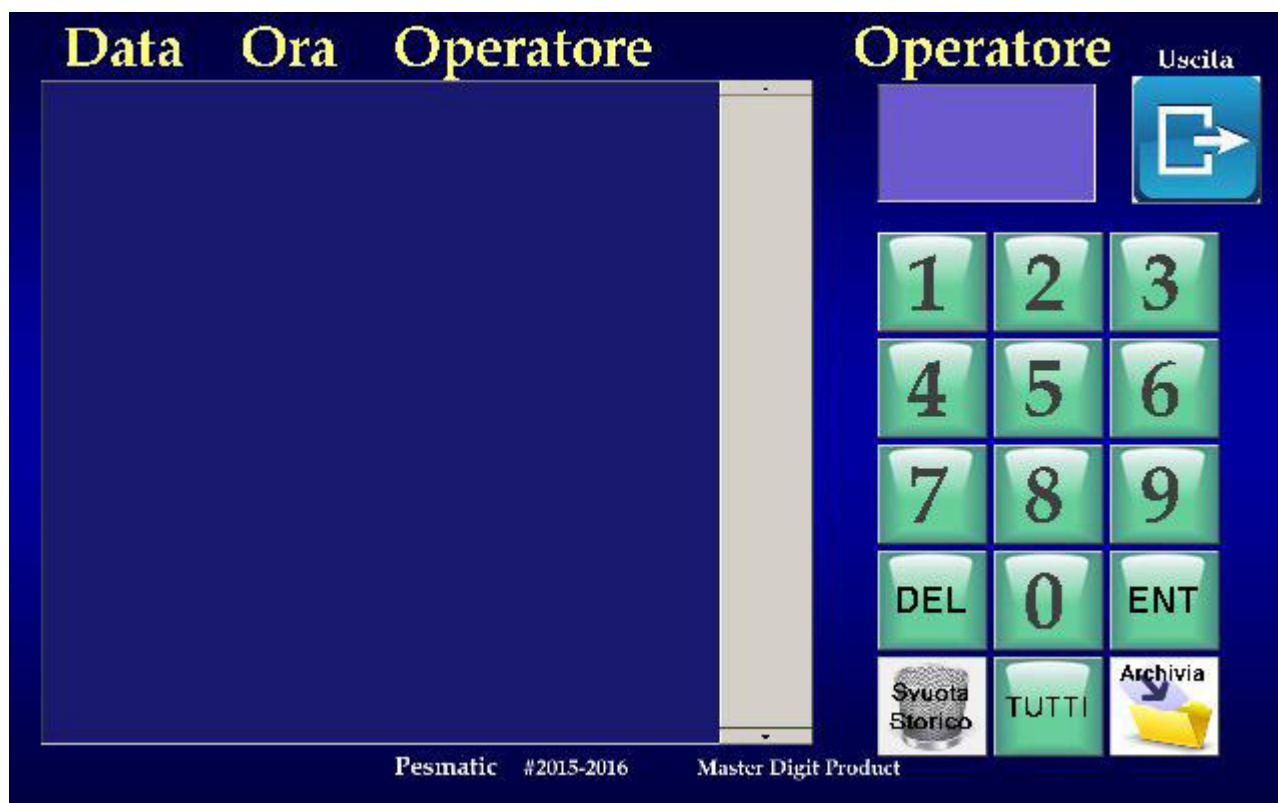 Data Ora Operatore Operatore Uscita
1 2 3
4 5 6
7 8 9
DEL 0 ENT
Svuota
Storico
TUTTI
Archivia
Pesmatic #2015-2016 Master Digit Product